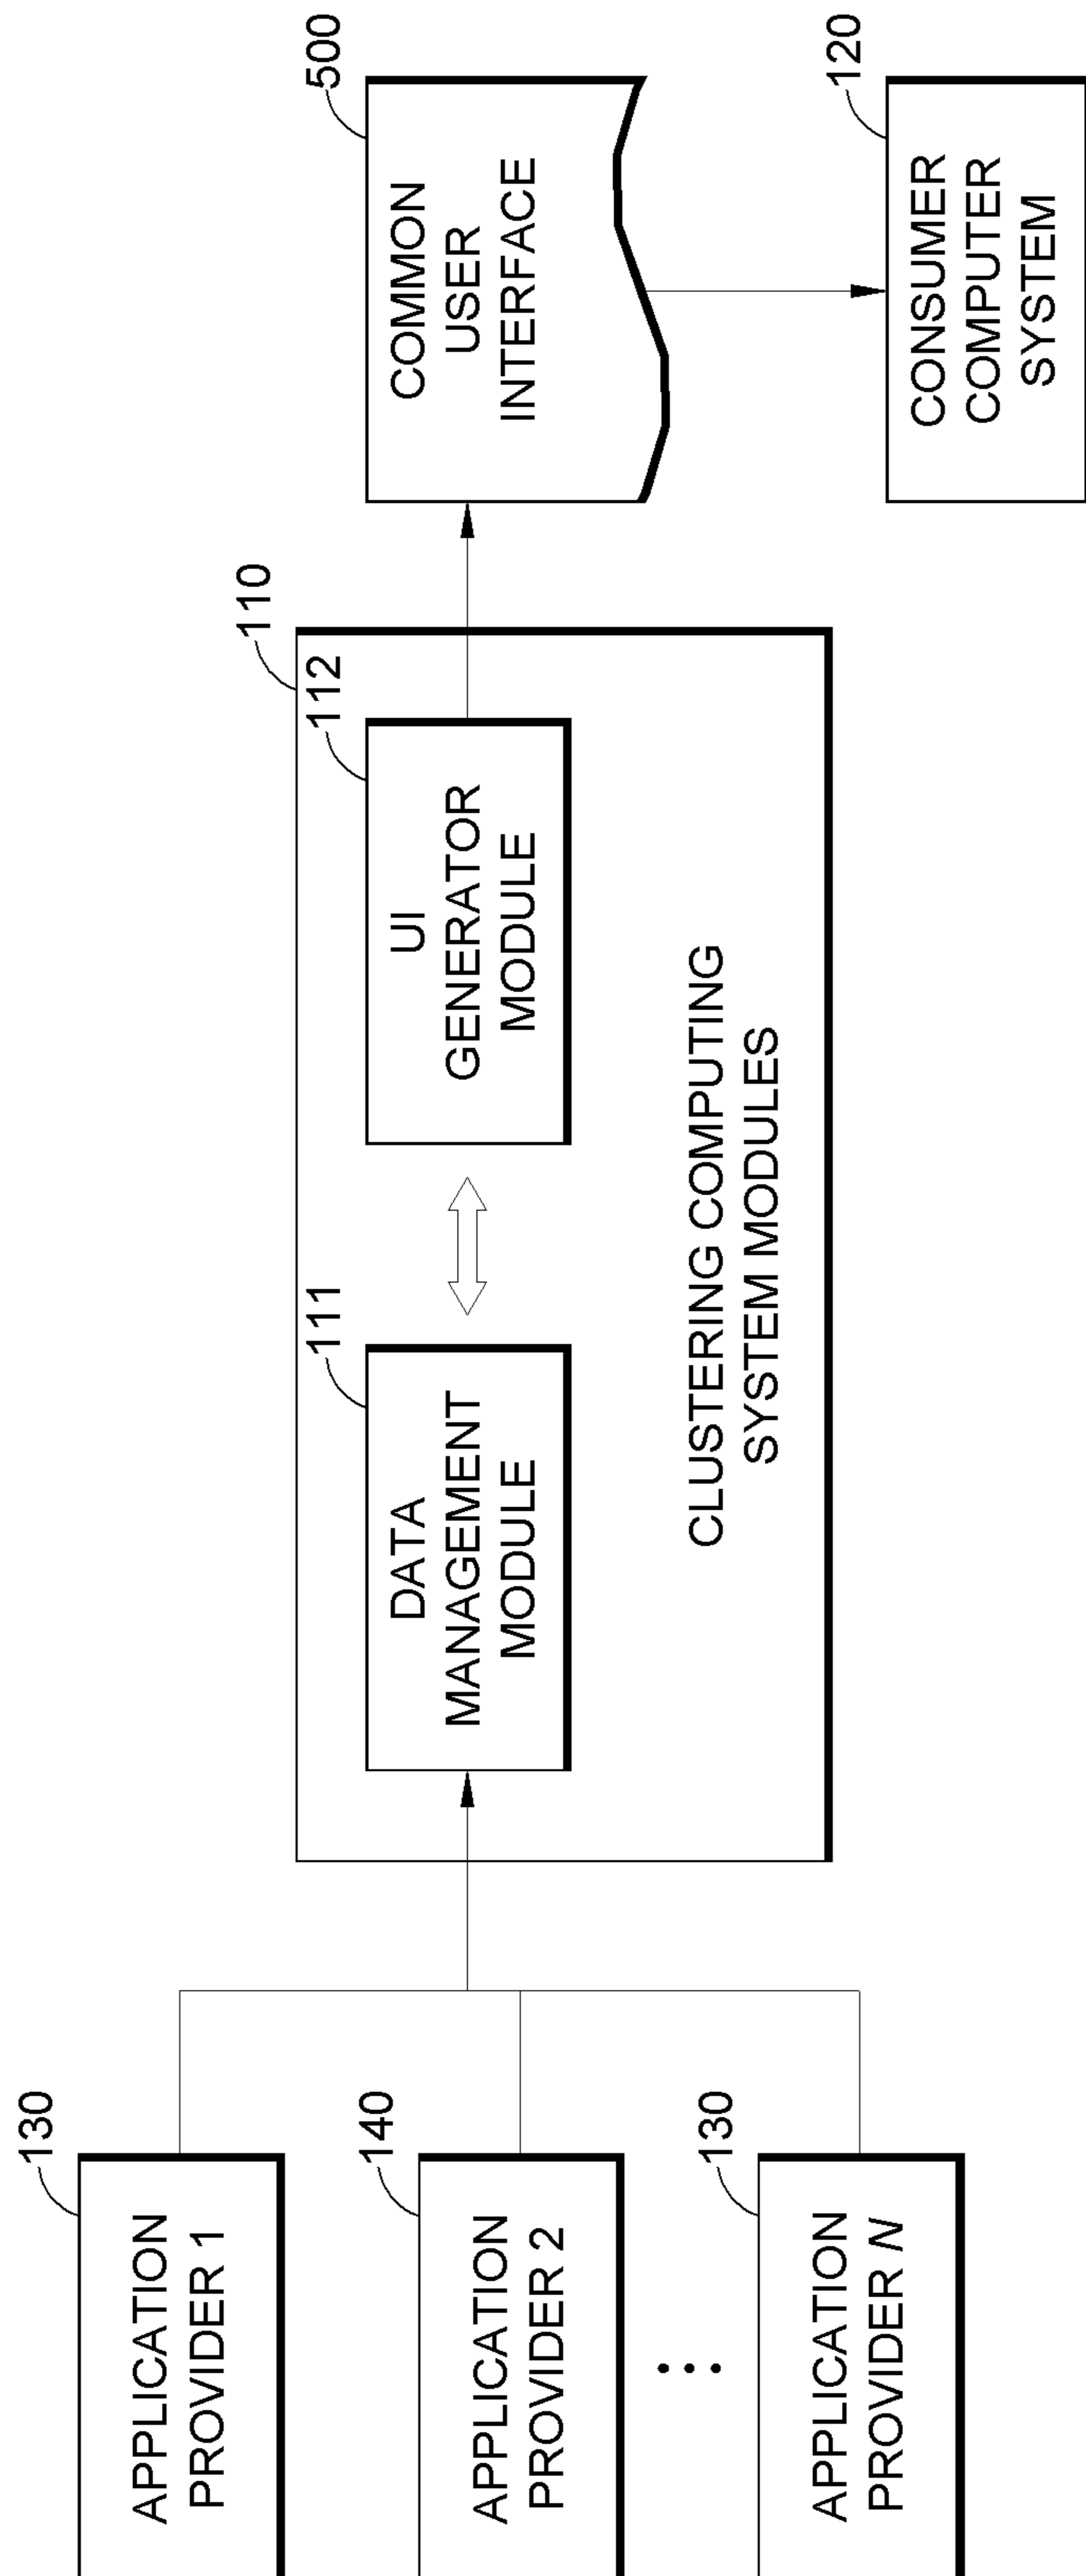 130
APPLICATION
PROVIDER 1
140
APPLICATION
PROVIDER 2
130
APPLICATION
PROVIDER N
110
111
DATA
MANAGEMENT
MODULE
112
UI
GENERATOR
MODULE
CLUSTERING COMPUTING
SYSTEM MODULES
500
COMMON
USER
INTERFACE
120
CONSUMER
COMPUTER
SYSTEM